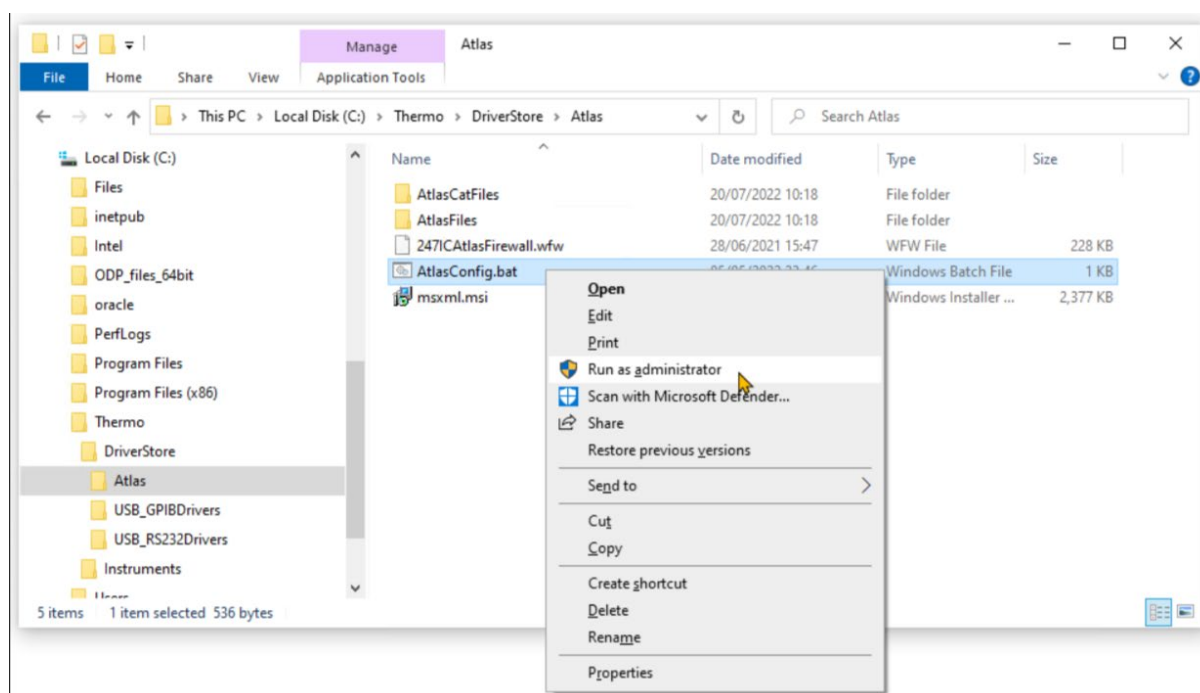 Manage Atlas
File Home Share View Application Tools
This PC > Local Disk (C:) > Thermo > DriverStore > Atlas Search Atlas
Local Disk (C:)
Files
inetpub
Intel
ODP_files_64bit
oracle
PerfLogs
Program Files
Program Files (x86)
Thermo
DriverStore
Atlas
USB_GPIBDrivers
USB_RS232Drivers
Instruments
Name Date modified Type Size
AtlasCatFiles 20/07/2022 10:18 File folder
AtlasFiles 20/07/2022 10:18 File folder
247ICAtlasFirewall.wfw 28/06/2021 15:47 WFW File 228 KB
AtlasConfig.bat Windows Batch File 1 KB
msxml.msi Windows Installer ... 2,377 KB
Open
Edit
Print
Run as administrator
Scan with Microsoft Defender...
Share
Restore previous versions
Send to
Cut
Copy
Create shortcut
Delete
Rename
Properties
5 items 1 item selected 536 bytes